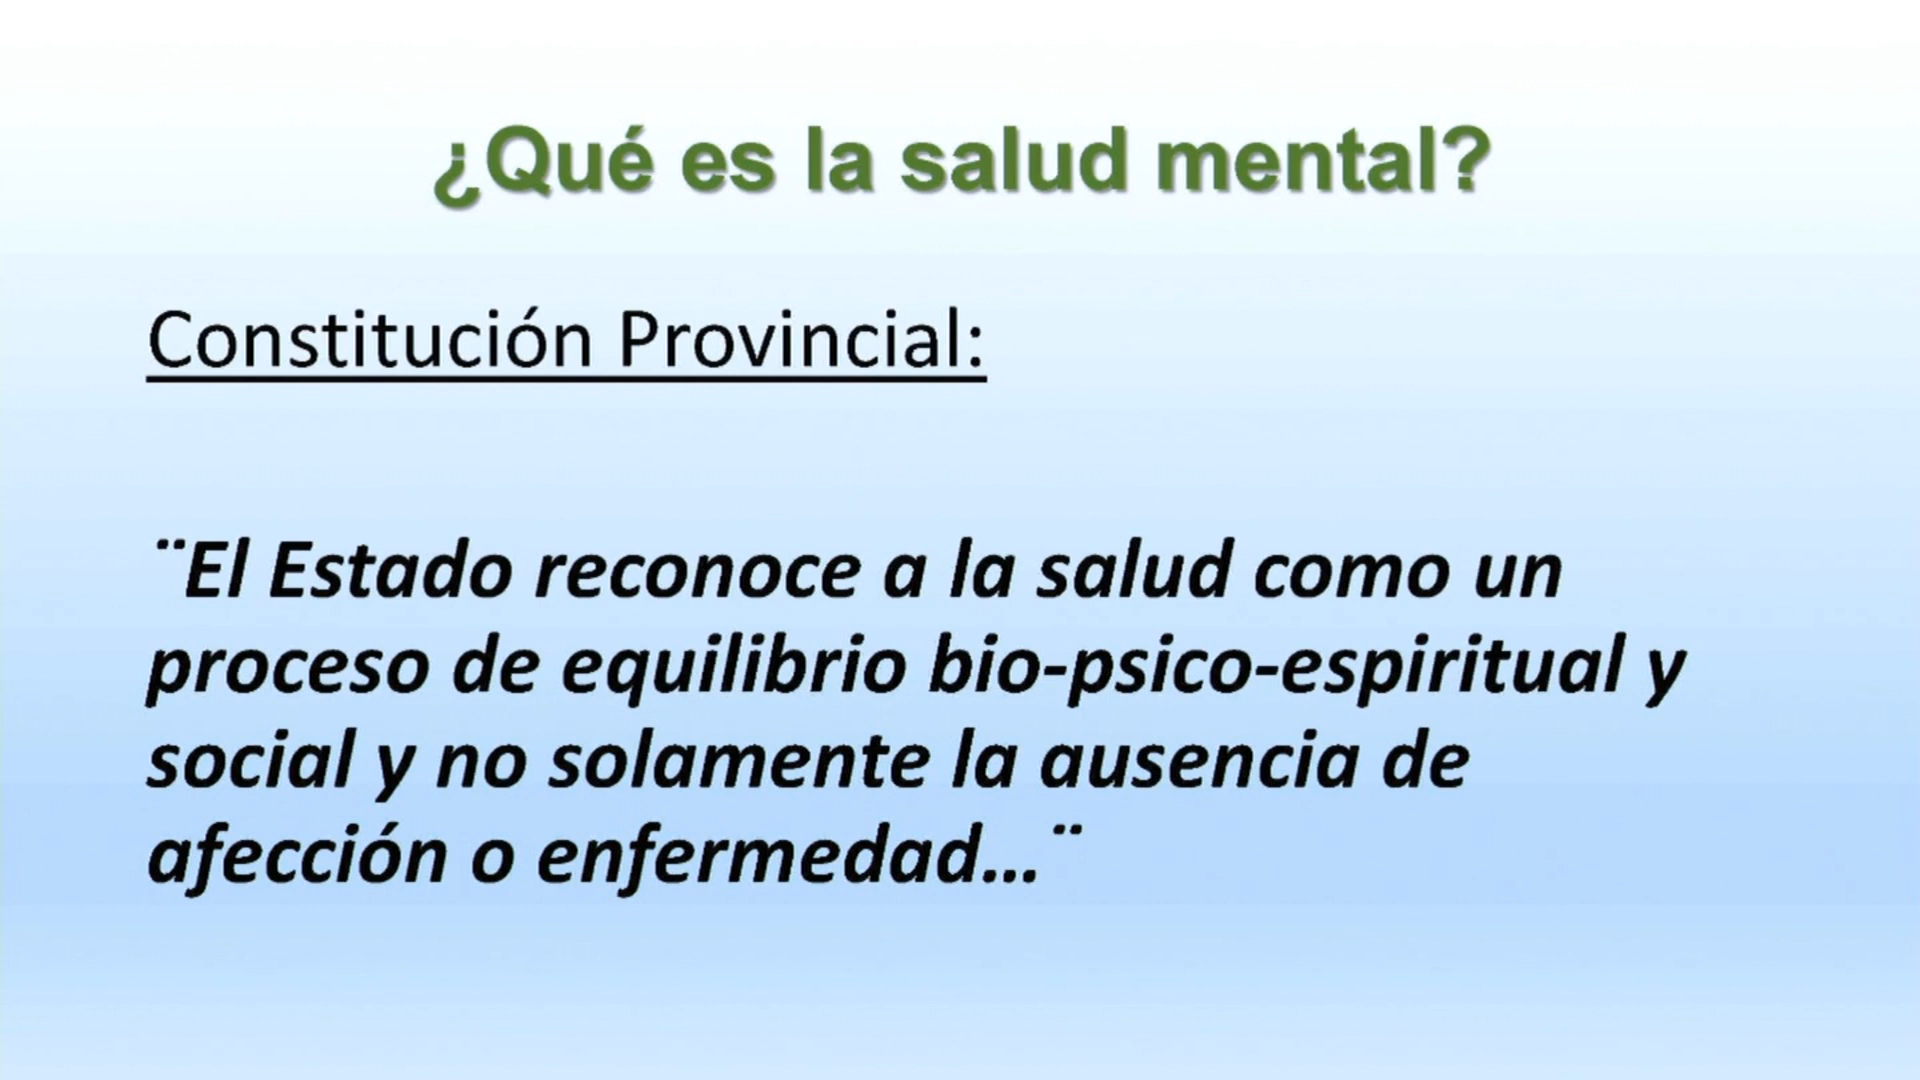 ¿Qué es la salud mental?
Constitución Provincial:
¨El Estado reconoce a la salud como un
proceso de equilibrio bio-psico-espiritual y
social y no solamente la ausencia de
afección o enfermedad...¨